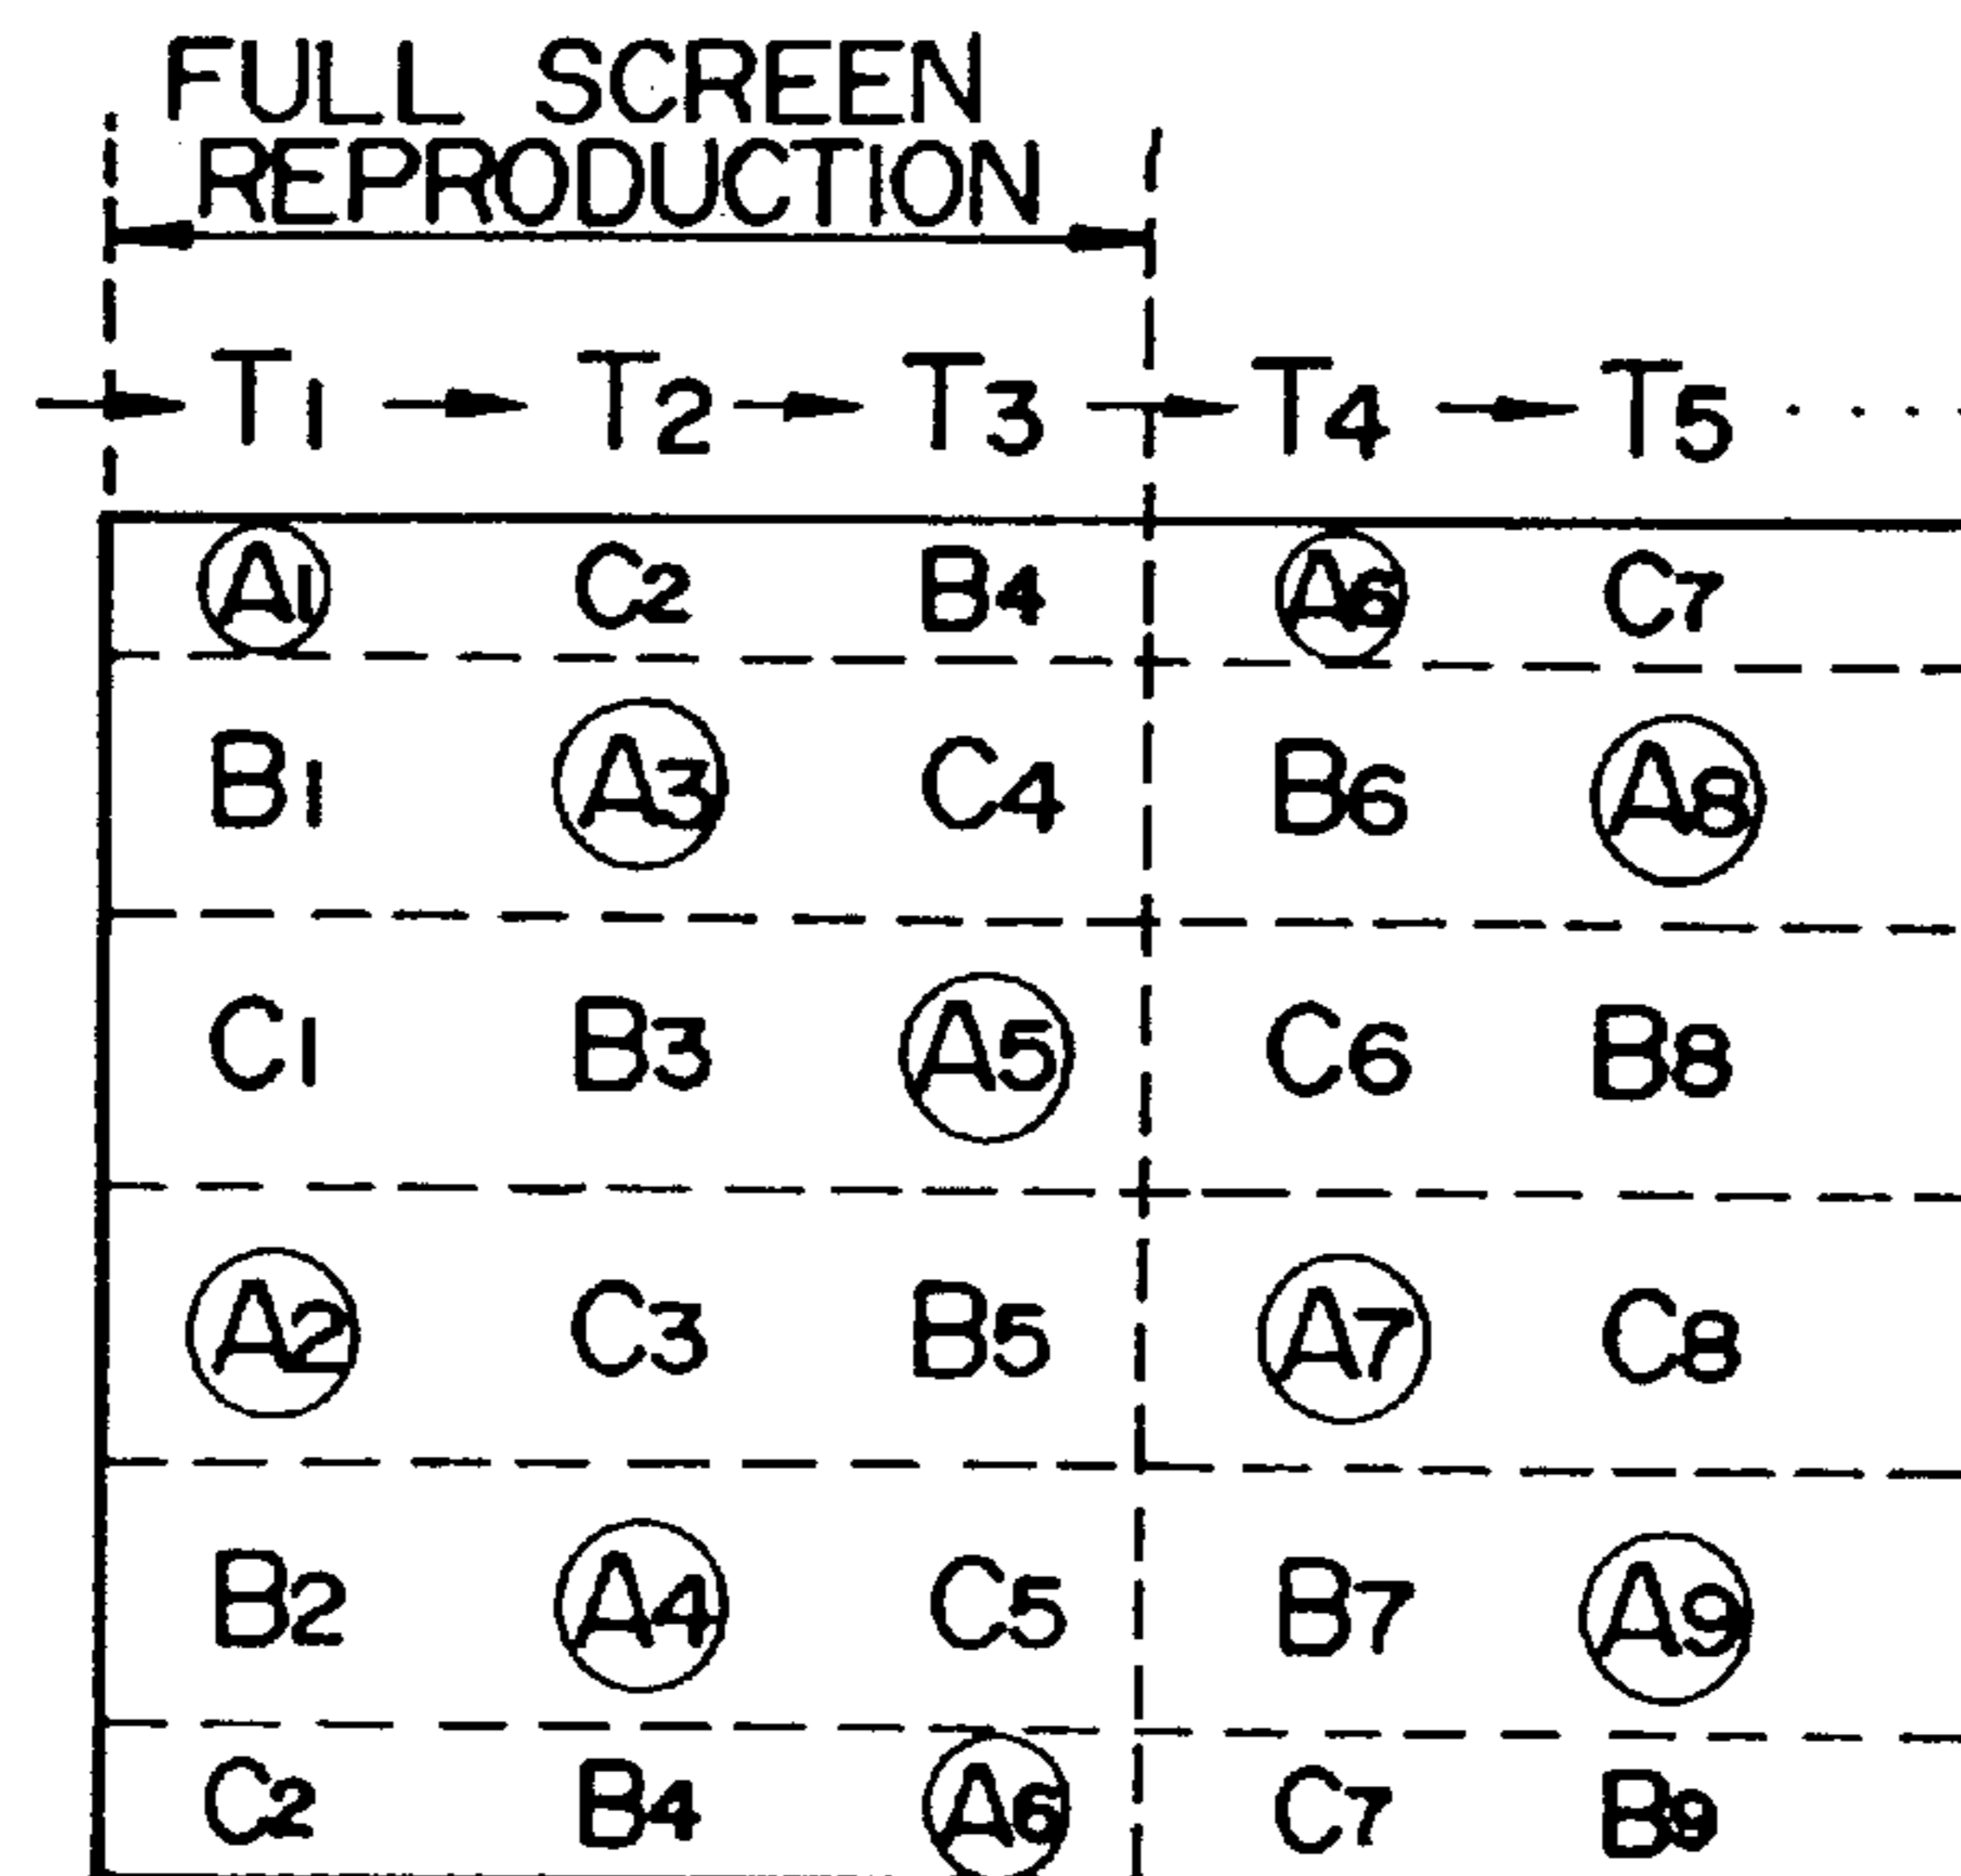 FULL SCREEN
REPRODUCTION
T1 T2 T3 T4 T5 ....
A1 C2 B4 A6 C7
B1 A3 C4 B6 A8
C1 B3 A5 C6 B8
A2 C3 B5 A7 C8
B2 A4 C5 B7 A9
C2 B4 A6 C7 B9